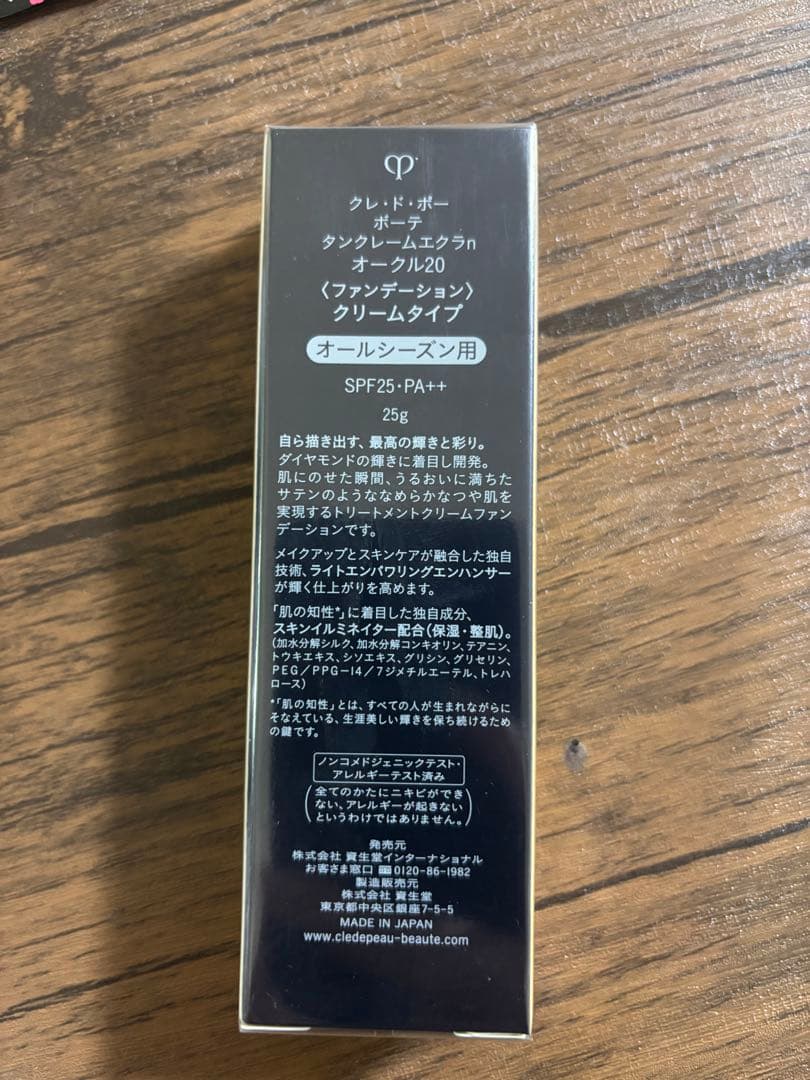 クレ・ド・ポー
ボーテ
タンクレームエクラn
オークル20
〈ファンデーション〉
クリームタイプ
オールシーズン用
SPF25・PA++
25g
自ら描き出す、最高の輝きと彩り。
ダイヤモンドの輝きに着目し開発。
肌にのせた瞬間、うるおいに満ちた
サテンのようななめらかなつや肌を
実現するトリートメントクリームファン
デーションです。
メイクアップとスキンケアが融合した独自
技術、ライトエンパワリングエンハンサー
が輝く仕上がりを高めます。
「肌の知性*」に着目した独自成分、
スキンイルミネイター配合(保湿・整肌)。
(加水分解シルク、加水分解コンキオリン、テアニン、
トウキエキス、シソエキス、グリシン、グリセリン、
PEG/PPG-14/7ジメチルエーテル、トレハ
ロース)
*「肌の知性」とは、すべての人が生まれながらに
そなえている、生涯美しい輝きを保ち続けるため
の鍵です。
ノンコメドジェニックテスト・
アレルギーテスト済み
(全てのかたにニキビができ
ない、アレルギーが起きない
というわけではありません。)
発売元
株式会社 資生堂インターナショナル
お客さま窓口 0120-86-1982
製造販売元
株式会社 資生堂
東京都中央区銀座7-5-5
MADE IN JAPAN
www.cledepeau-beaute.com